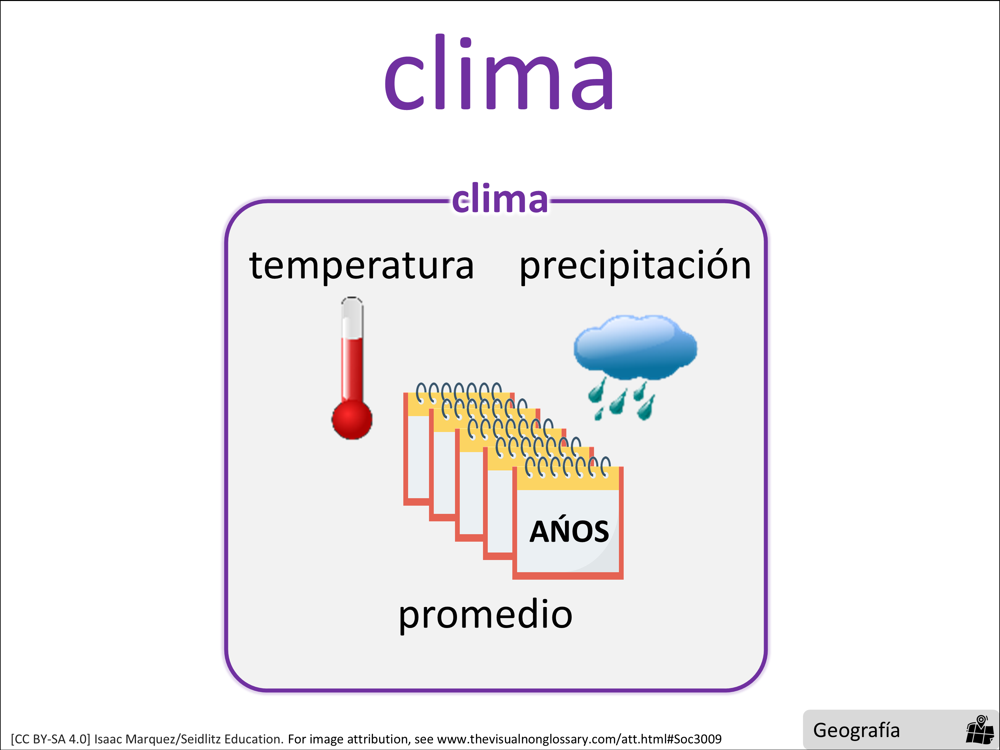 clima
clima
temperatura precipitación
AŃOS
promedio
Geografía
[CC BY-SA 4.0] Isaac Marquez/Seidlitz Education. For image attribution, see www.thevisualnonglossary.com/att.html#Soc3009